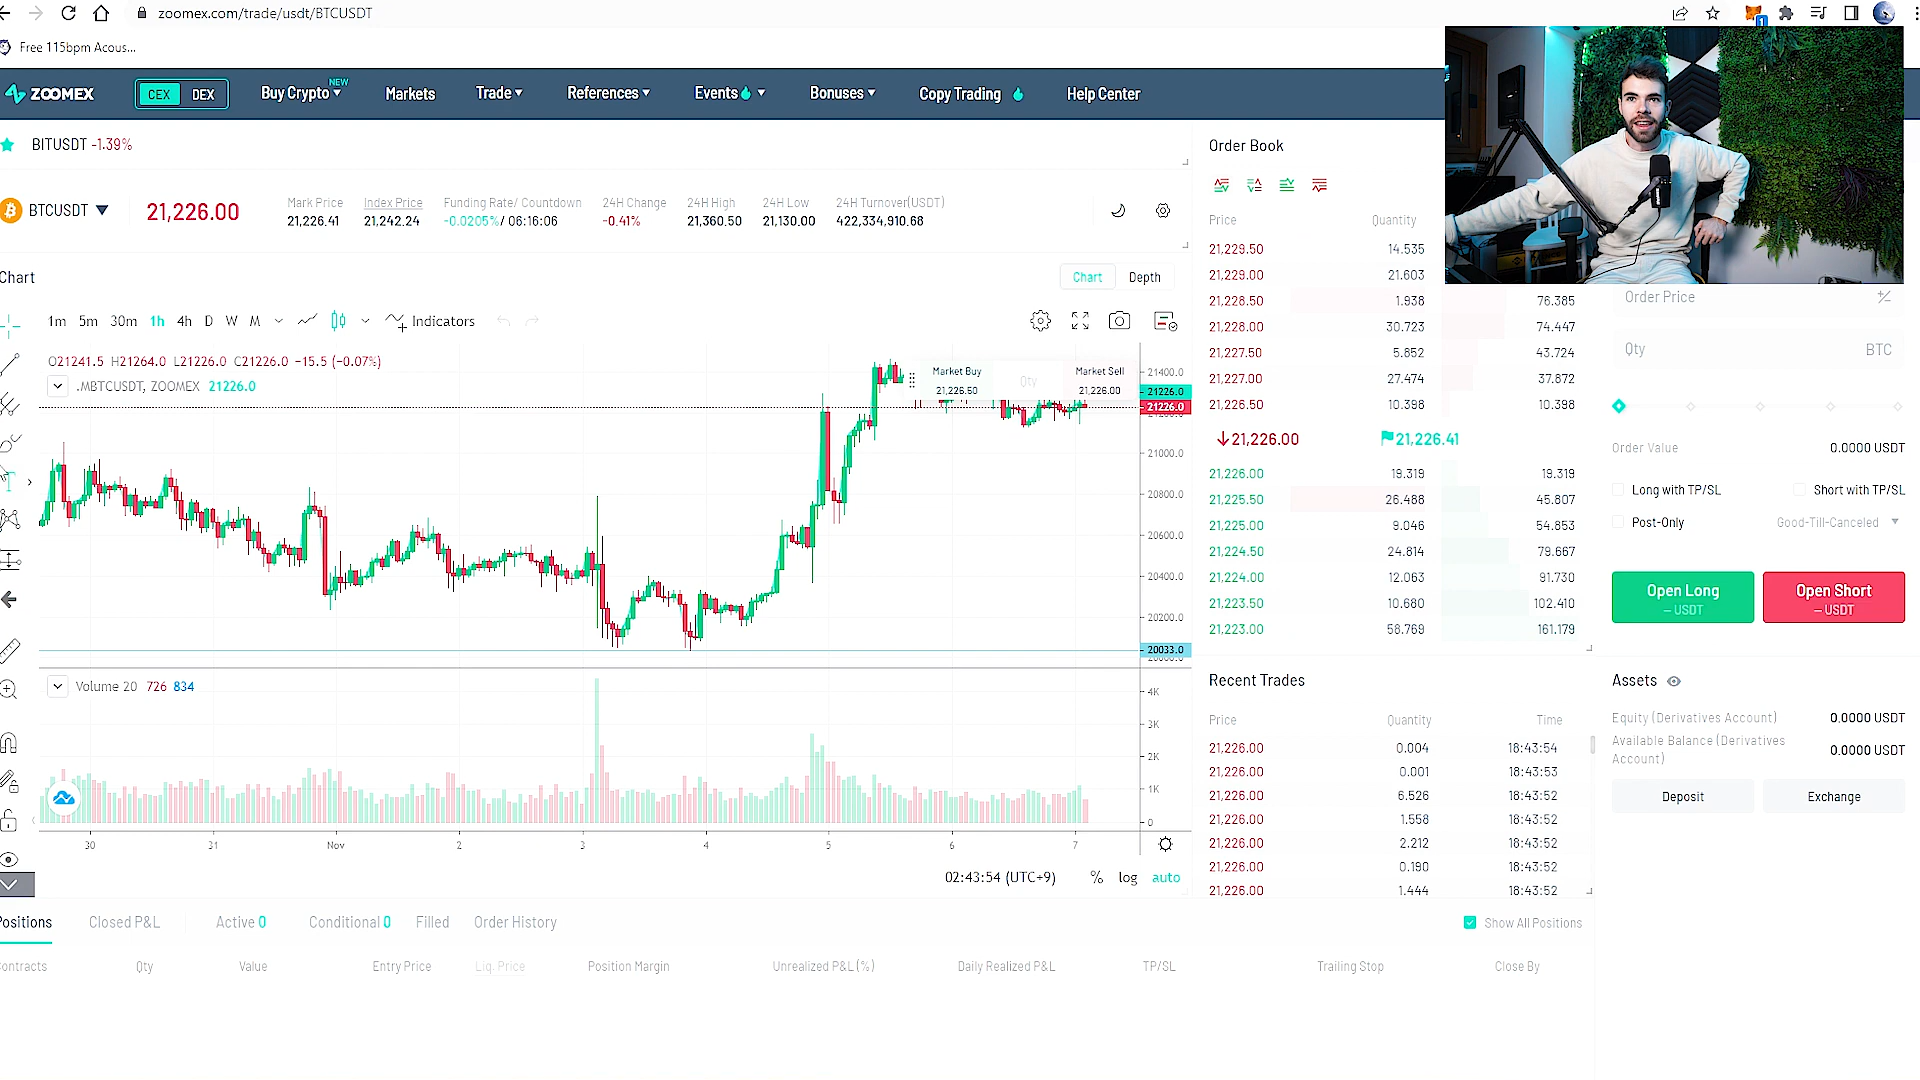 zoomex.com/trade/usdt/BTCUSDT
Free 115bpm Acous...
ZOOMEX
CEX DEX
Buy Crypto NEW
Markets
Trade
References
Events
Bonuses
Copy Trading
Help Center
BITUSDT -1.39%
BTCUSDT
21,226.00
Mark Price Index Price Funding Rate/ Countdown 24H Change 24H High 24H Low 24H Turnover(USDT)
21,226.41 21,242.24 -0.0205%/ 06:16:06 -0.41% 21,360.50 21,130.00 422,334,910.68
Chart
Chart Depth
1m 5m 30m 1h 4h D W M Indicators
O21241.5 H21264.0 L21226.0 C21226.0 -15.5 (-0.07%)
.MBTCUSDT, ZOOMEX 21226.0
Market Buy Qty Market Sell
21,226.50 21,226.00
21400.0
21226.0
21226.0
21000.0
20800.0
20600.0
20400.0
20200.0
20033.0
Volume 20 726 834
4K
3K
2K
1K
0
30 31 Nov 2 3 4 5 6 7
02:43:54 (UTC+9) % log auto
Order Book
Price Quantity
21,229.50 14.535
21,229.00 21.603
21,228.50 1.938 76.385
21,228.00 30.723 74.447
21,227.50 5.852 43.724
21,227.00 27.474 37.872
21,226.50 10.398 10.398
21,226.00 21,226.41
21,226.00 19.319 19.319
21,225.50 26.488 45.807
21,225.00 9.046 54.853
21,224.50 24.814 79.667
21,224.00 12.063 91.730
21,223.50 10.680 102.410
21,223.00 58.769 161.179
Recent Trades
Price Quantity Time
21,226.00 0.004 18:43:54
21,226.00 0.001 18:43:53
21,226.00 6.526 18:43:52
21,226.00 1.558 18:43:52
21,226.00 2.212 18:43:52
21,226.00 0.190 18:43:52
21,226.00 1.444 18:43:52
Order Price
Qty BTC
Order Value 0.0000 USDT
Long with TP/SL Short with TP/SL
Post-Only Good-Till-Canceled
Open Long Open Short
-- USDT -- USDT
Assets
Equity (Derivatives Account) 0.0000 USDT
Available Balance (Derivatives Account) 0.0000 USDT
Deposit Exchange
Positions Closed P&L Active 0 Conditional 0 Filled Order History
Show All Positions
ontracts Qty Value Entry Price Liq. Price Position Margin Unrealized P&L (%) Daily Realized P&L TP/SL Trailing Stop Close By